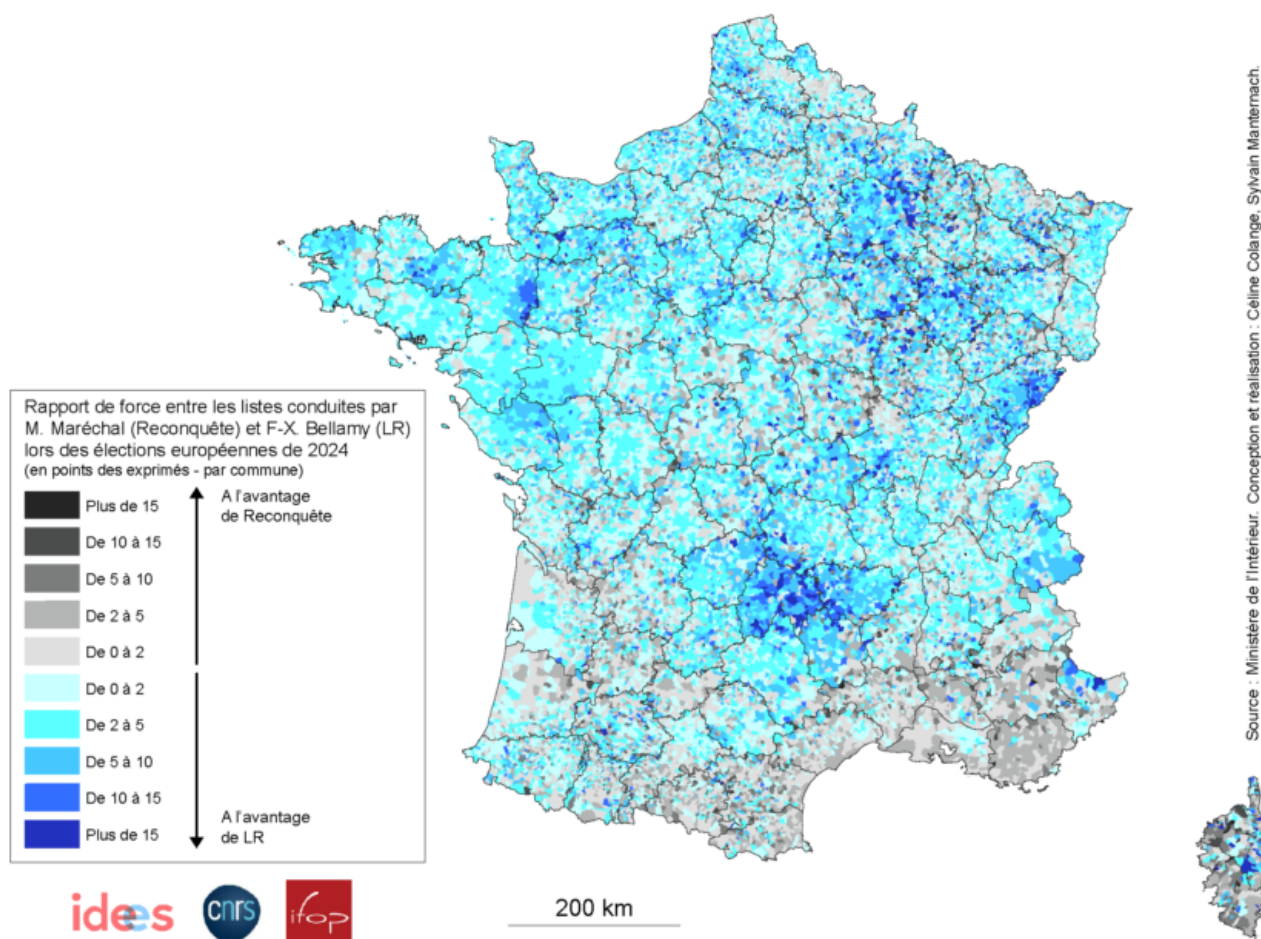 Rapport de force entre les listes conduites par
M. Maréchal (Reconquête) et F-X. Bellamy (LR)
lors des élections européennes de 2024
(en points des exprimés - par commune)
Plus de 15
De 10 à 15
De 5 à 10
De 2 à 5
De 0 à 2
De 0 à 2
De 2 à 5
De 5 à 10
De 10 à 15
Plus de 15
A l'avantage
de Reconquête
A l'avantage
de LR
idees
cnrs
ifop
200 km
Source : Ministère de l'Intérieur. Conception et réalisation : Céline Colange, Sylvain Manternach.